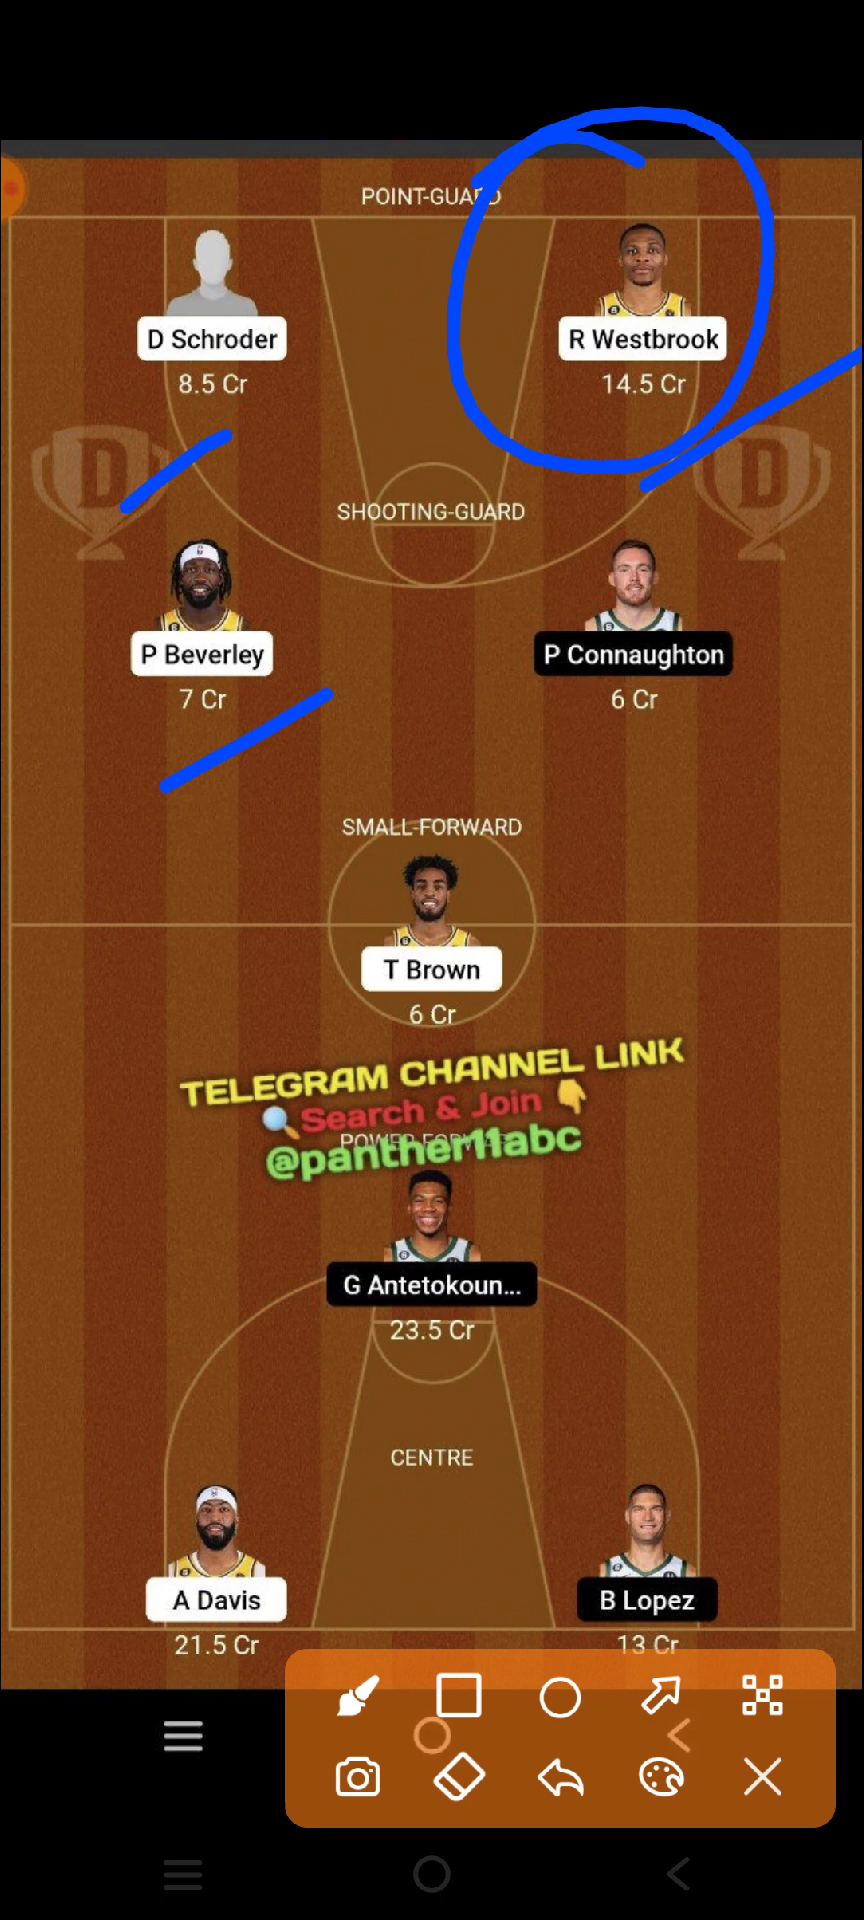 POINT-GUARD
D Schroder
R Westbrook
8.5 Cr
14.5 Cr
D
D
SHOOTING-GUARD
P Beverley
P Connaughton
7 Cr
6 Cr
SMALL-FORWARD
T Brown
6 Cr
TELEGRAM CHANNEL LINK
Search & Join
@panther11abc
G Antetokoun...
23.5 Cr
CENTRE
A Davis
B Lopez
21.5 Cr
13 Cr